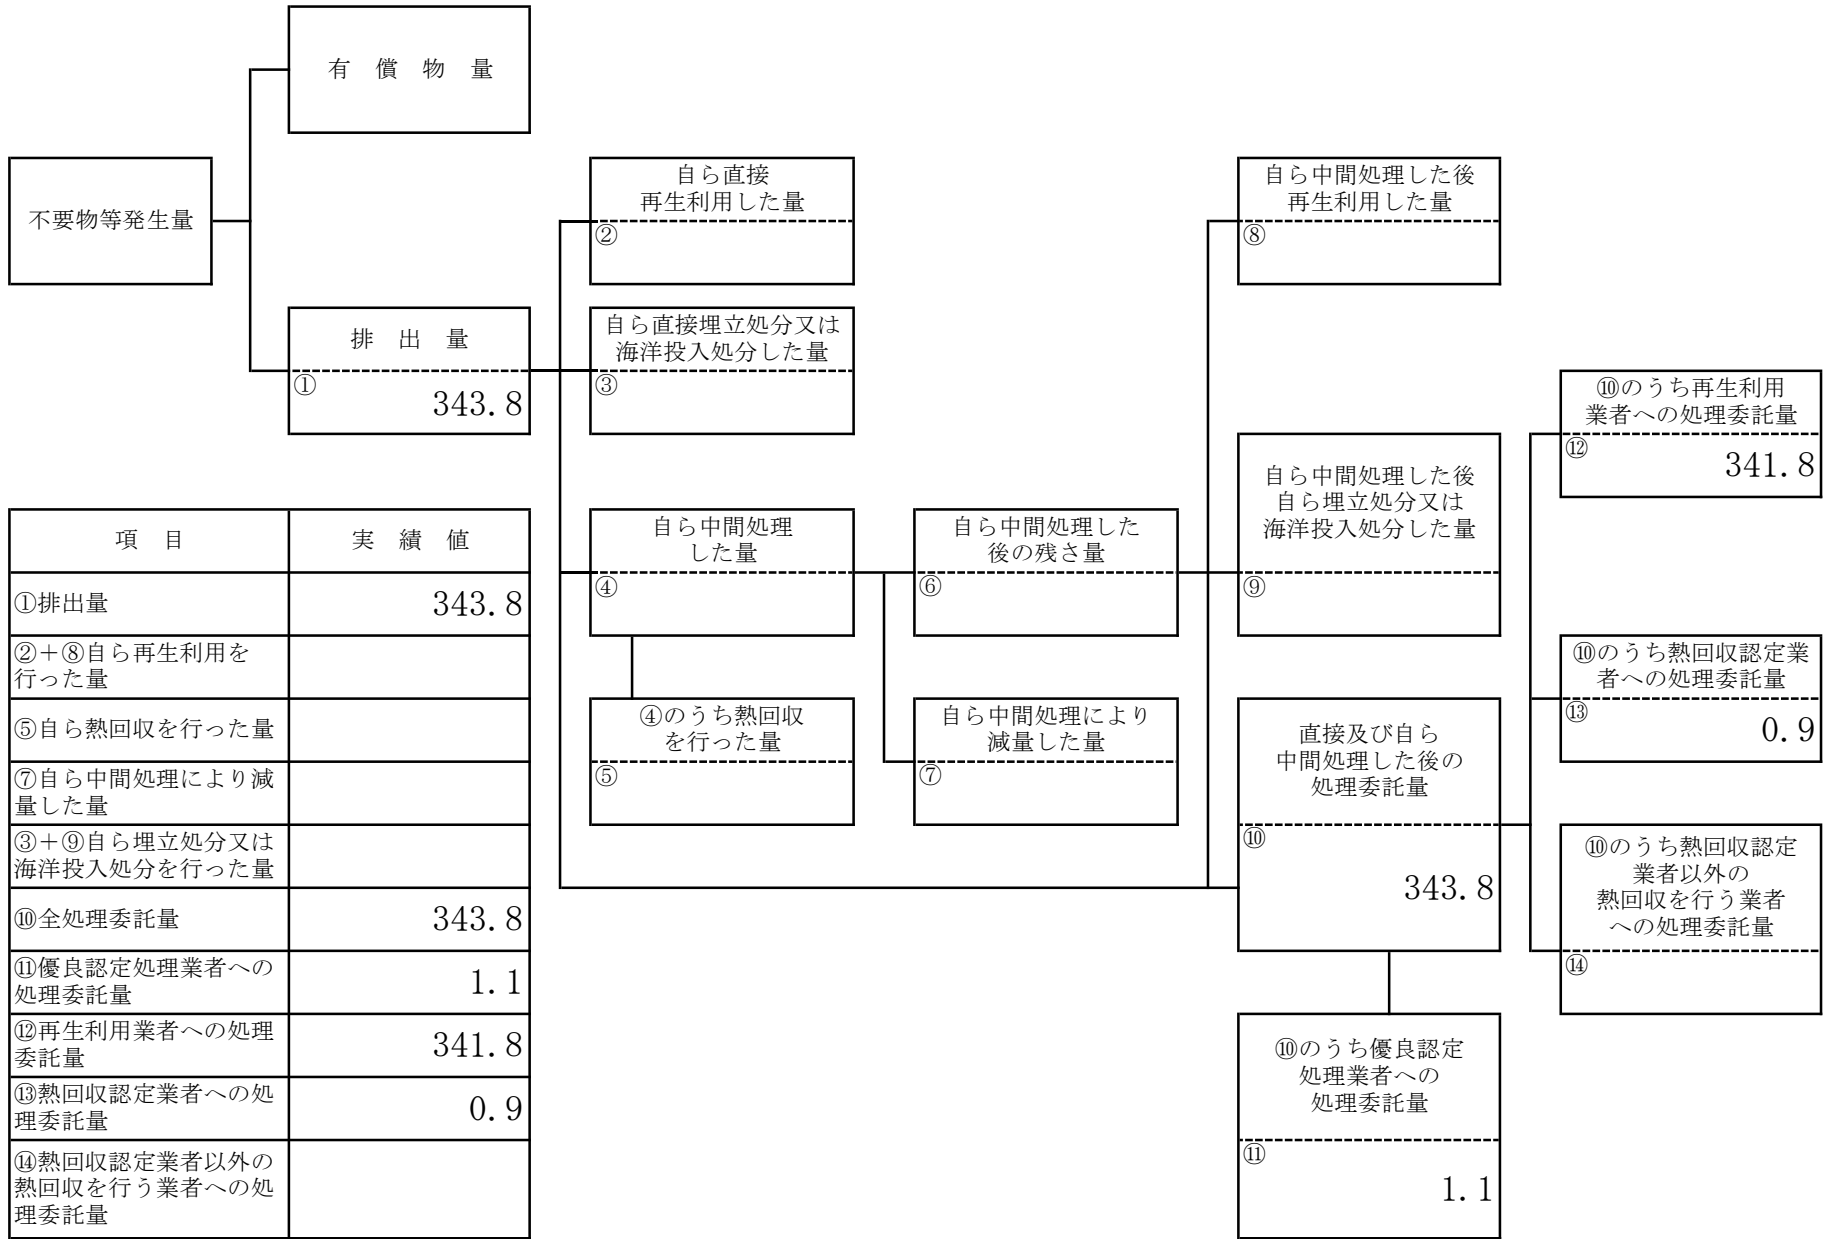 有 償 物 量
不要物等発生量
自ら直接
再生利用した量
②
自ら中間処理した後
再生利用した量
⑧
排 出 量
①
343.8
自ら直接埋立処分又は
海洋投入処分した量
③
⑩のうち再生利用
業者への処理委託量
⑫
341.8
自ら中間処理した後
自ら埋立処分又は
海洋投入処分した量
⑨
自ら中間処理
した量
④
自ら中間処理した
後の残さ量
⑥
④のうち熱回収
を行った量
⑤
自ら中間処理により
減量した量
⑦
直接及び自ら
中間処理した後の
処理委託量
⑩
343.8
⑩のうち熱回収認定業
者への処理委託量
⑬
0.9
⑩のうち熱回収認定
業者以外の
熱回収を行う業者
への処理委託量
⑭
⑩のうち優良認定
処理業者への
処理委託量
⑪
1.1
項 目 実 績 値
①排出量 343.8
②+⑧自ら再生利用を
行った量
⑤自ら熱回収を行った量
⑦自ら中間処理により減
量した量
③+⑨自ら埋立処分又は
海洋投入処分を行った量
⑩全処理委託量 343.8
⑪優良認定処理業者への
処理委託量 1.1
⑫再生利用業者への処理
委託量 341.8
⑬熱回収認定業者への処
理委託量 0.9
⑭熱回収認定業者以外の
熱回収を行う業者への処
理委託量